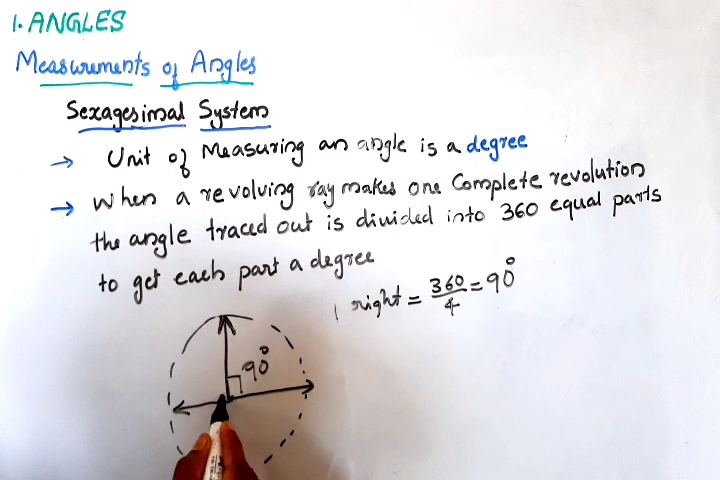 1. ANGLES
Measurements of Angles
Sexagesimal System
→ Unit of Measuring an angle is a degree
→ When a revolving ray makes one Complete revolution
the angle traced out is divided into 360 equal parts
to get each part a degree
1 right = 360/4 = 90°
90°